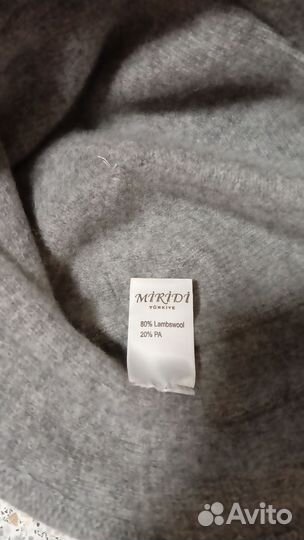 MİRİDİ
TÜRKİYE
80% Lambswool
20% PA
Avito